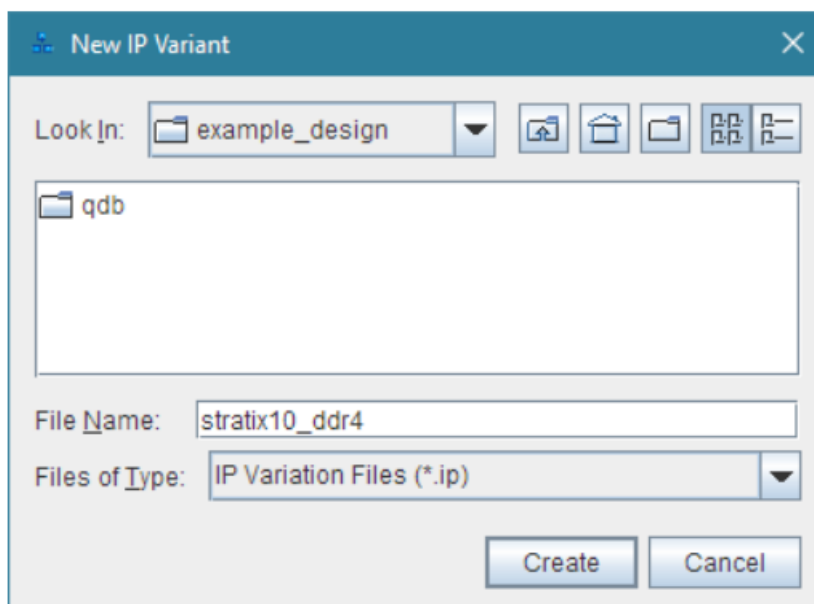 New IP Variant
Look In: example_design
qdb
File Name: stratix10_ddr4
Files of Type: IP Variation Files (*.ip)
Create Cancel